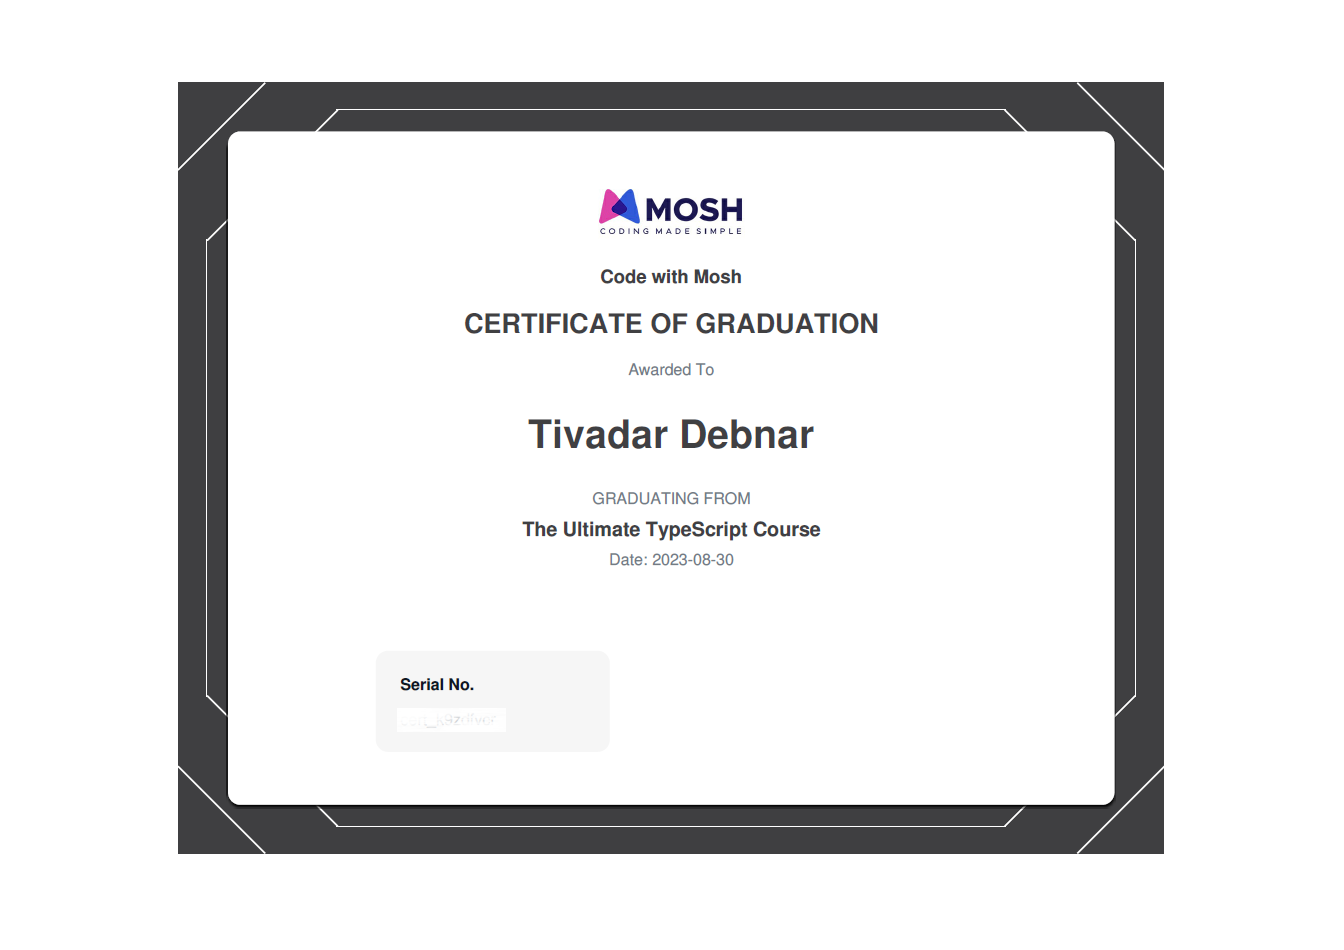 MOSH
CODING MADE SIMPLE
Code with Mosh
CERTIFICATE OF GRADUATION
Awarded To
Tivadar Debnar
GRADUATING FROM
The Ultimate TypeScript Course
Date: 2023-08-30
Serial No.